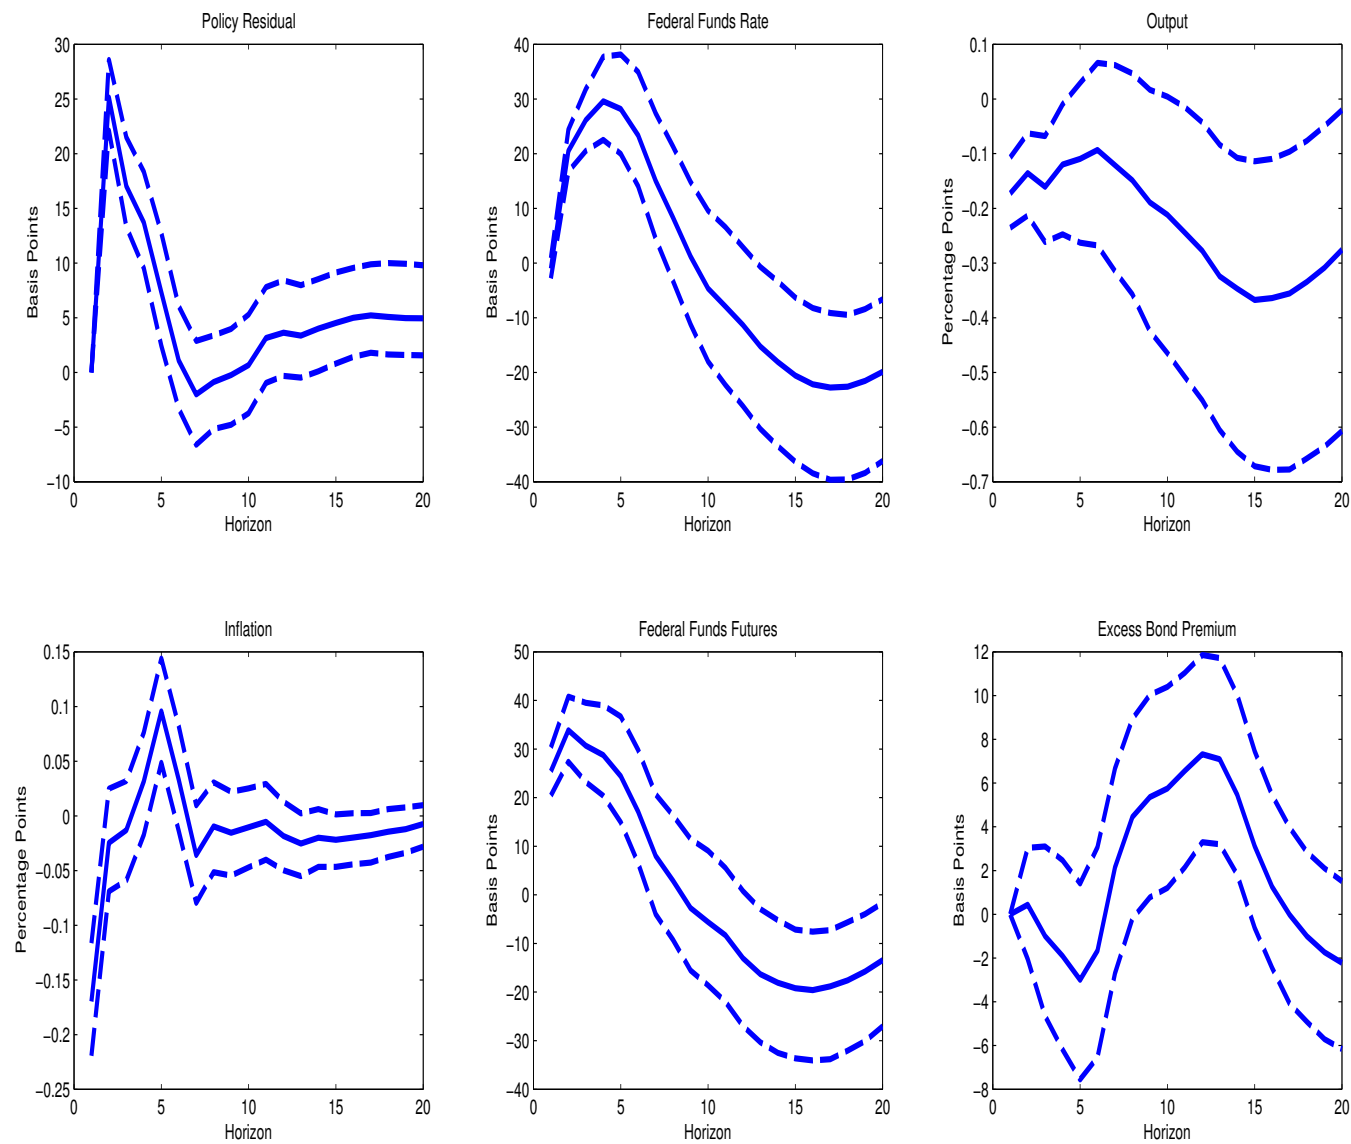 Policy Residual
Basis Points
30
25
20
15
10
5
0
−5
−10
0 5 10 15 20
Horizon
Federal Funds Rate
Basis Points
40
30
20
10
0
−10
−20
−30
−40
0 5 10 15 20
Horizon
Output
Percentage Points
0.1
0
−0.1
−0.2
−0.3
−0.4
−0.5
−0.6
−0.7
0 5 10 15 20
Horizon
Inflation
Percentage Points
0.15
0.1
0.05
0
−0.05
−0.1
−0.15
−0.2
−0.25
0 5 10 15 20
Horizon
Federal Funds Futures
Basis Points
50
40
30
20
10
0
−10
−20
−30
−40
0 5 10 15 20
Horizon
Excess Bond Premium
Basis Points
12
10
8
6
4
2
0
−2
−4
−6
−8
0 5 10 15 20
Horizon